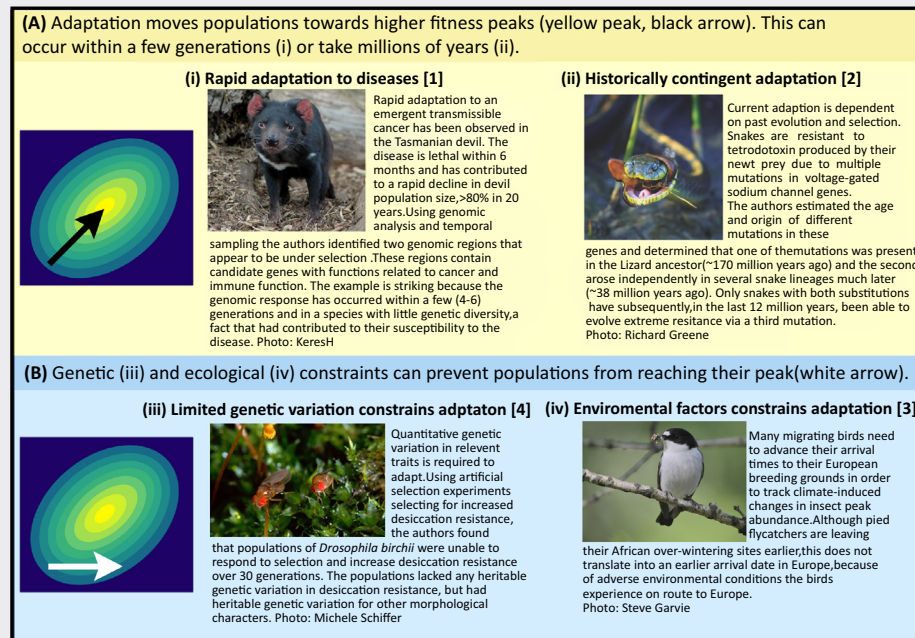 (A) Adaptation moves populations towards higher fitness peaks (yellow peak, black arrow). This can
occur within a few generations (i) or take millions of years (ii).
(i) Rapid adaptation to diseases [1]
Rapid adaptation to an
emergent transmissible
cancer has been observed in
the Tasmanian devil. The
disease is lethal within 6
months and has contributed
to a rapid decline in devil
population size,>80% in 20
years.Using genomic
analysis and temporal
sampling the authors identified two genomic regions that
appear to be under selection .These regions contain
candidate genes with functions related to cancer and
immune function. The example is striking because the
genomic response has occurred within a few (4-6)
generations and in a species with little genetic diversity,a
fact that had contributed to their susceptibility to the
disease. Photo: KeresH
(ii) Historically contingent adaptation [2]
Current adaption is dependent
on past evolution and selection.
Snakes are resistant to
tetrodotoxin produced by their
newt prey due to multiple
mutations in voltage-gated
sodium channel genes.
The authors estimated the age
and origin of different
mutations in these
genes and determined that one of themutations was present
in the Lizard ancestor(~170 million years ago) and the second
arose independently in several snake lineages much later
(~38 million years ago). Only snakes with both substitutions
have subsequently,in the last 12 million years, been able to
evolve extreme resitance via a third mutation.
Photo: Richard Greene
(B) Genetic (iii) and ecological (iv) constraints can prevent populations from reaching their peak(white arrow).
(iii) Limited genetic variation constrains adptaton [4]
Quantitative genetic
variation in relevent
traits is required to
adapt.Using artificial
selection experiments
selecting for increased
desiccation resistance,
the authors found
that populations of Drosophila birchii were unable to
respond to selection and increase desiccation resistance
over 30 generations. The populations lacked any heritable
genetic variation in desiccation resistance, but had
heritable genetic variation for other morphological
characters. Photo: Michele Schiffer
(iv) Enviromental factors constrains adaptation [3]
Many migrating birds need
to advance their arrival
times to their European
breeding grounds in order
to track climate-induced
changes in insect peak
abundance.Although pied
flycatchers are leaving
their African over-wintering sites earlier,this does not
translate into an earlier arrival date in Europe,because
of adverse environmental conditions the birds
experience on route to Europe.
Photo: Steve Garvie